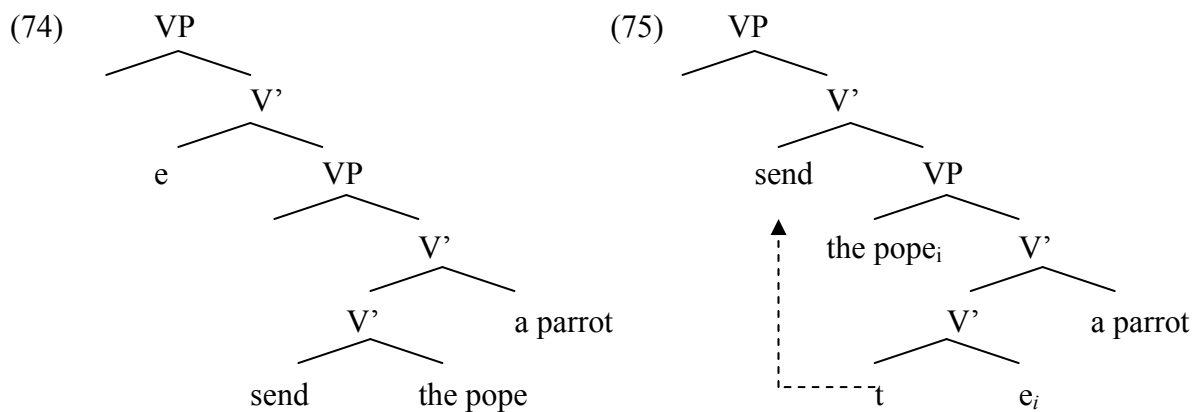 (74) VP (75) VP
V’ V’
e VP send VP
V’ the popeᵢ V’
V’ a parrot V’ a parrot
send the pope t eᵢ